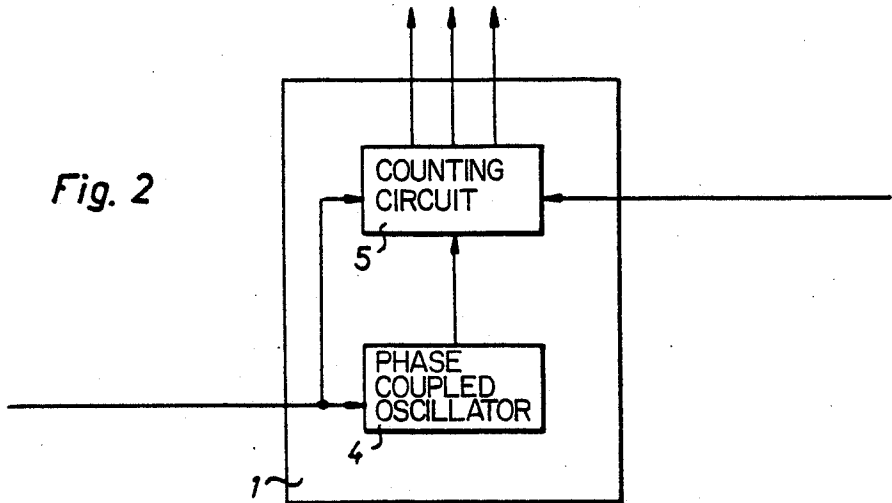 Fig. 2
COUNTING
CIRCUIT
5
PHASE
COUPLED
OSCILLATOR
4
1